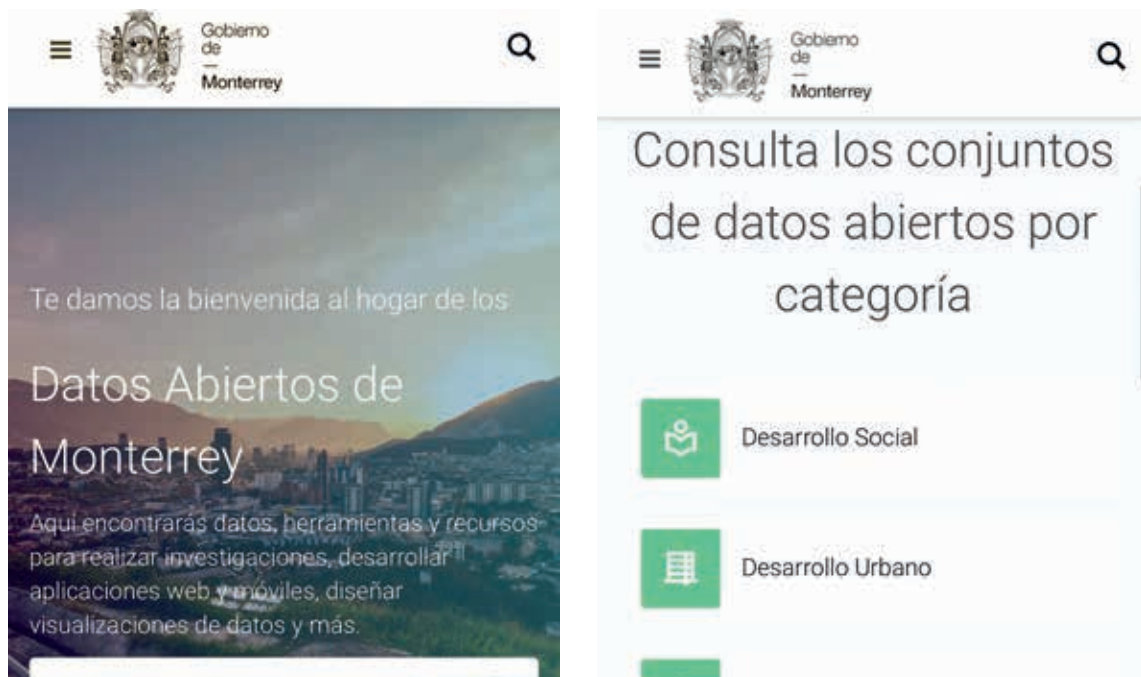 Gobierno
de
—
Monterrey
Te damos la bienvenida al hogar de los
Datos Abiertos de
Monterrey
Aquí encontrarás datos, herramientas y recursos
para realizar investigaciones, desarrollar
aplicaciones web y móviles, diseñar
visualizaciones de datos y más.
Gobierno
de
—
Monterrey
Consulta los conjuntos
de datos abiertos por
categoría
Desarrollo Social
Desarrollo Urbano